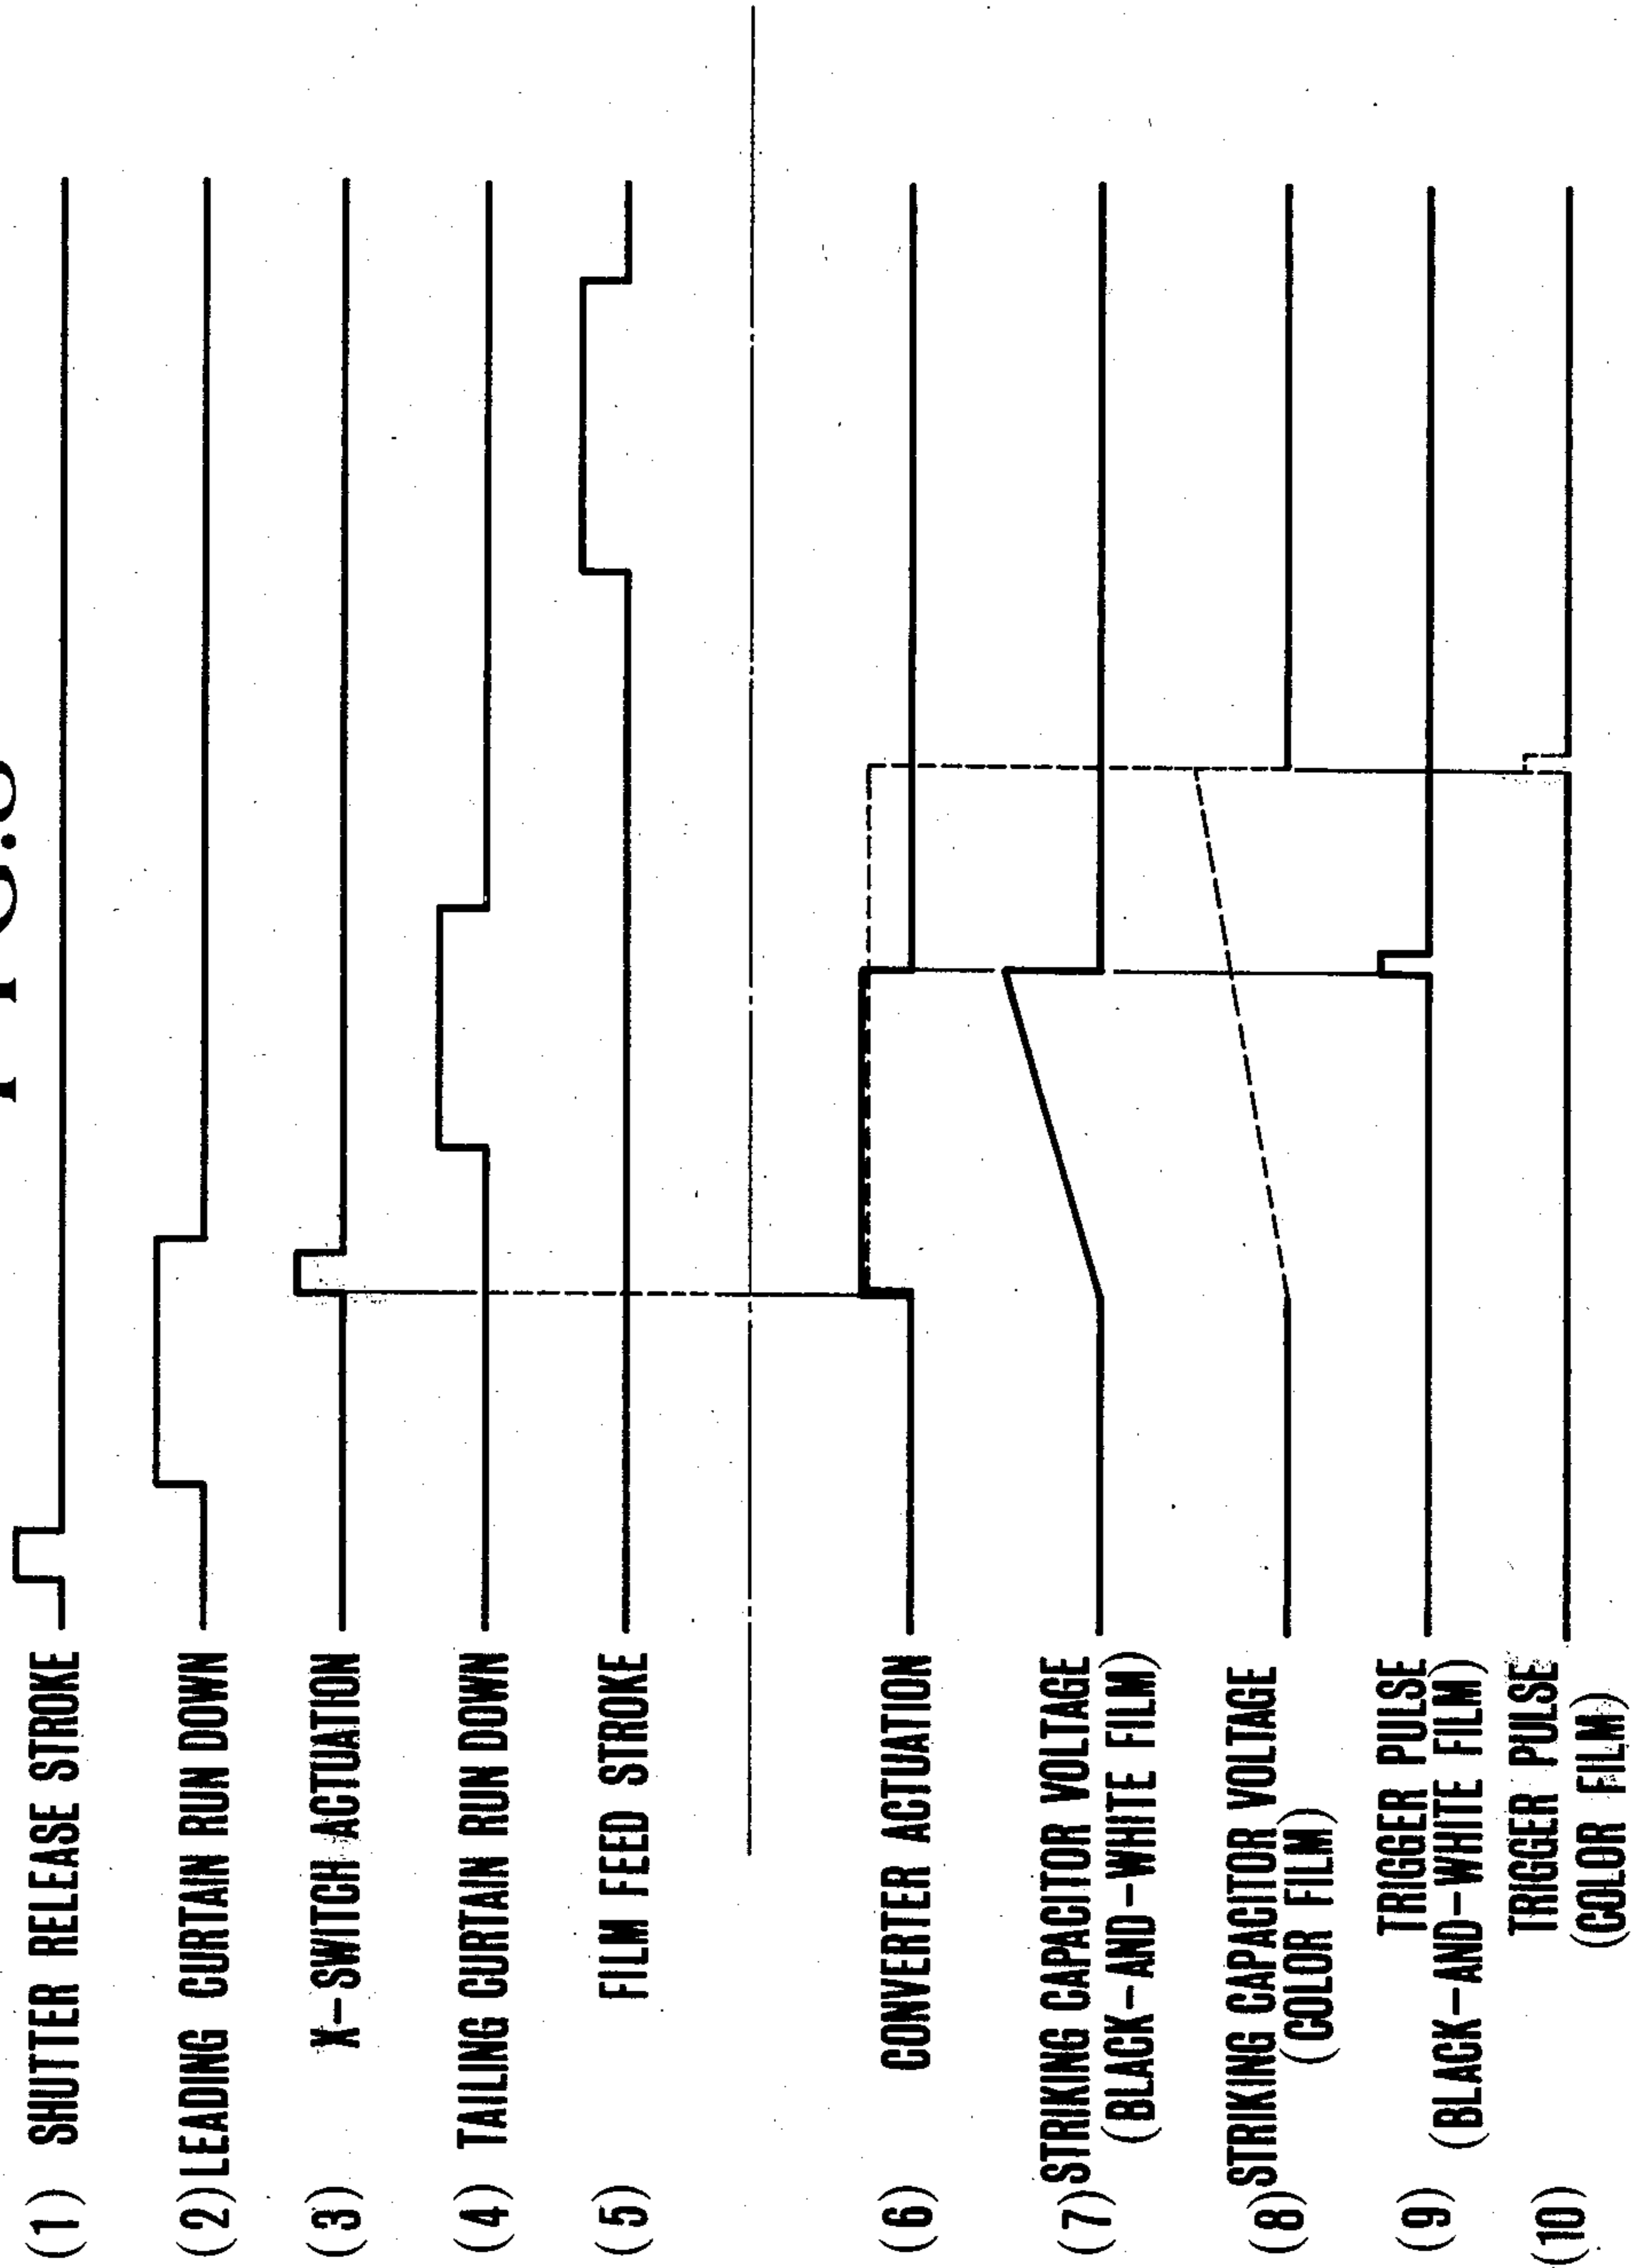 (1) SHUTTER RELEASE STROKE
(2) LEADING CURTAIN RUN DOWN
(3) X-SWITCH ACTUATION
(4) TAILING CURTAIN RUN DOWN
(5) FILM FEED STROKE
(6) CONVERTER ACTUATION
(7) STRIKING CAPACITOR VOLTAGE
(BLACK-AND-WHITE FILM)
(8) STRIKING CAPACITOR VOLTAGE
(COLOR FILM)
(9) TRIGGER PULSE
(BLACK-AND-WHITE FILM)
(10) TRIGGER PULSE
(COLOR FILM)